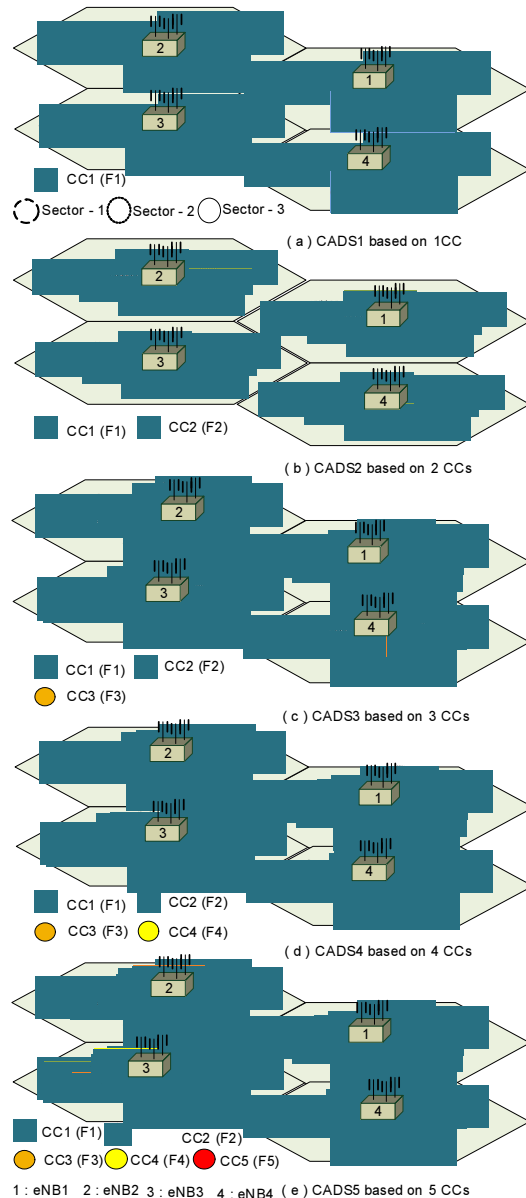 2
1
3
4
CC1 (F1)
Sector - 1 Sector - 2 Sector - 3
( a ) CADS1 based on 1CC
2
1
3
4
CC1 (F1) CC2 (F2)
( b ) CADS2 based on 2 CCs
2
1
3
4
CC1 (F1) CC2 (F2)
CC3 (F3)
( c ) CADS3 based on 3 CCs
2
1
3
4
CC1 (F1) CC2 (F2)
CC3 (F3) CC4 (F4)
( d ) CADS4 based on 4 CCs
2
1
3
4
CC1 (F1) CC2 (F2)
CC3 (F3) CC4 (F4) CC5 (F5)
1 : eNB1 2 : eNB2 3 : eNB3 4 : eNB4 ( e ) CADS5 based on 5 CCs